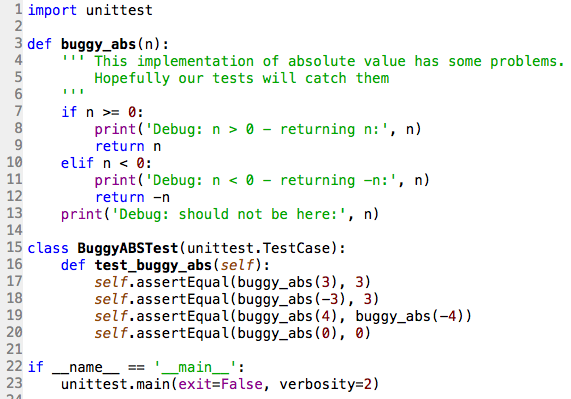 1 import unittest
2
3 def buggy_abs(n):
4     ''' This implementation of absolute value has some problems.
5         Hopefully our tests will catch them
6     '''
7     if n >= 0:
8         print('Debug: n > 0 - returning n:', n)
9         return n
10     elif n < 0:
11         print('Debug: n < 0 - returning -n:', n)
12         return -n
13     print('Debug: should not be here:', n)
14
15 class BuggyABSTest(unittest.TestCase):
16     def test_buggy_abs(self):
17         self.assertEqual(buggy_abs(3), 3)
18         self.assertEqual(buggy_abs(-3), 3)
19         self.assertEqual(buggy_abs(4), buggy_abs(-4))
20         self.assertEqual(buggy_abs(0), 0)
21
22 if __name__ == '__main__':
23     unittest.main(exit=False, verbosity=2)